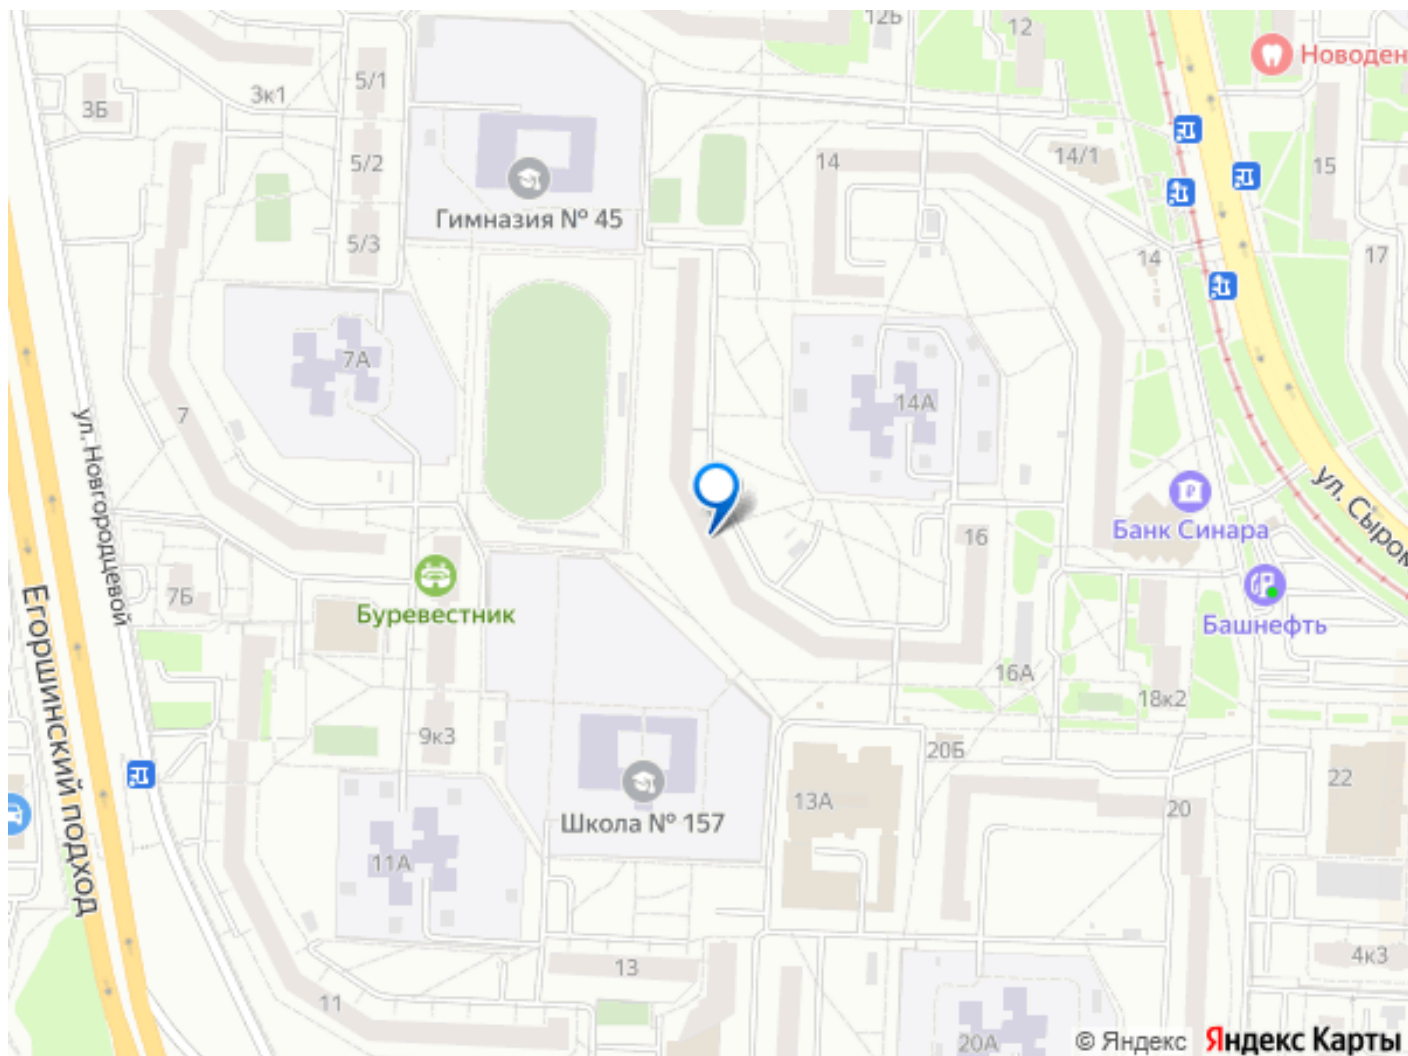 12Б
12
Новоден
5/1
3к1
3Б
5/2
14
14/1
15
Гимназия № 45
5/3
14
17
7А
14А
7
ул. Новгородцевой
ул. Сыром
Банк Синара
16
Буревестник
7Б
Башнефть
Егоршинский подход
16А
18к2
9к3
20Б
22
13А
20
Школа № 157
11А
13
4к3
11
20А
© Яндекс
Яндекс Карты